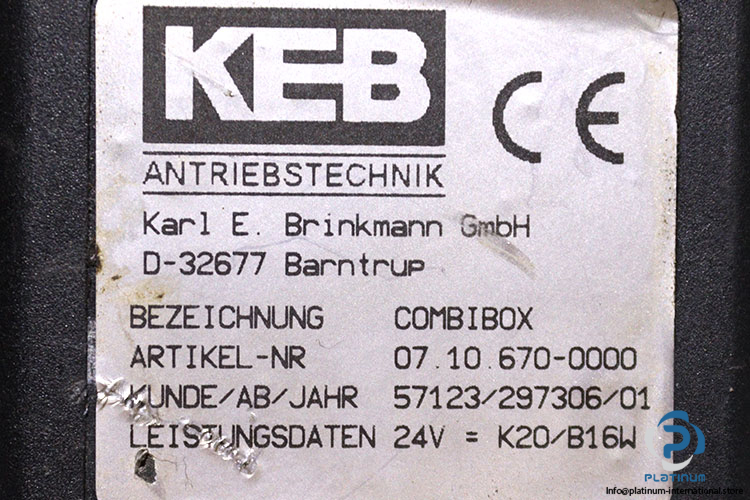 KEB
CE
ANTRIEBSTECHNIK
Karl E. Brinkmann GmbH
D-32677 Barntrup
BEZEICHNUNG COMBIBOX
ARTIKEL-NR 07.10.670-0000
KUNDE/AB/JAHR 57123/297306/01
LEISTUNGSDATEN 24V = K20/B16W
PLATINUM
Info@platinum-international.store